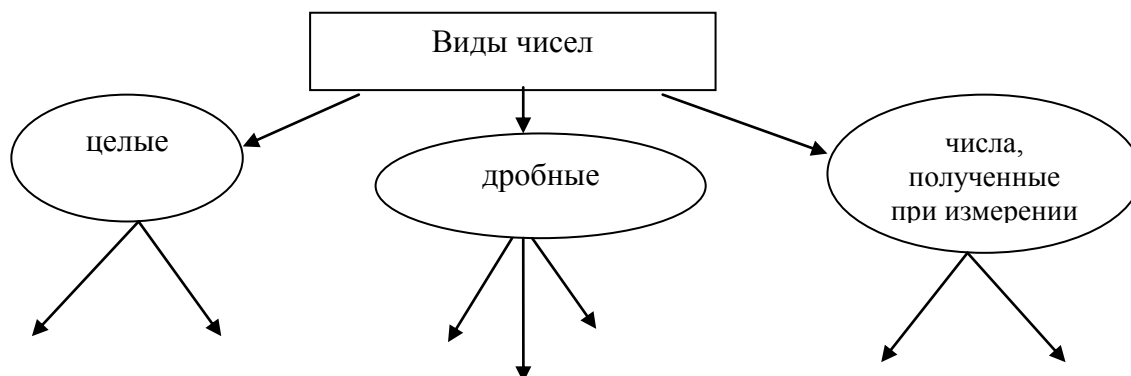 Виды чисел
целые
дробные
числа,
полученные
при измерении